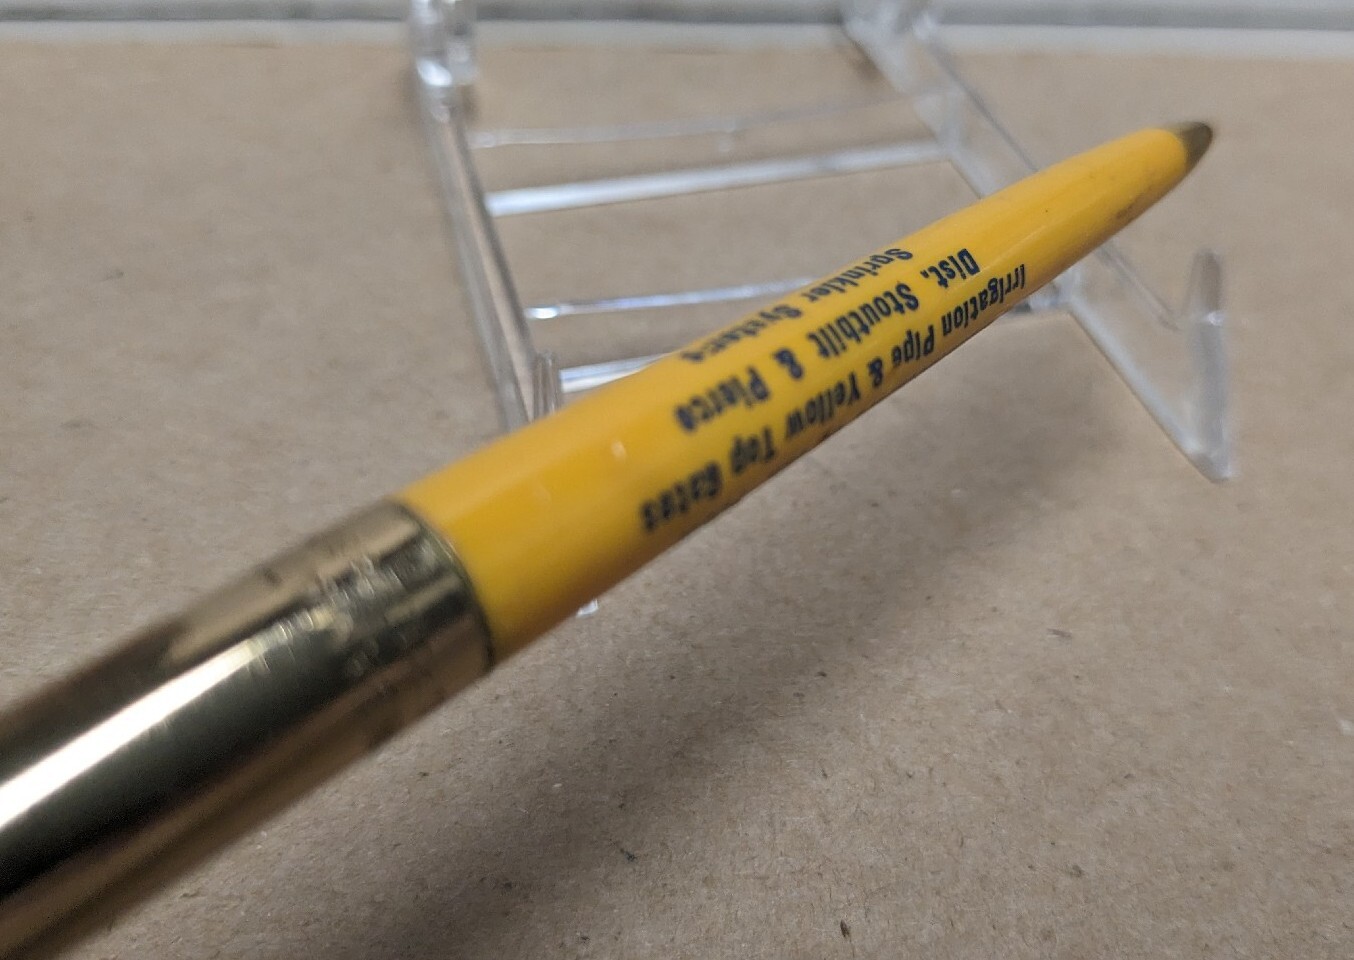 Irrigation Pipe & Yellow Top Gates
Dist. Stoutbilt & Pierce
Sprinkler Systems